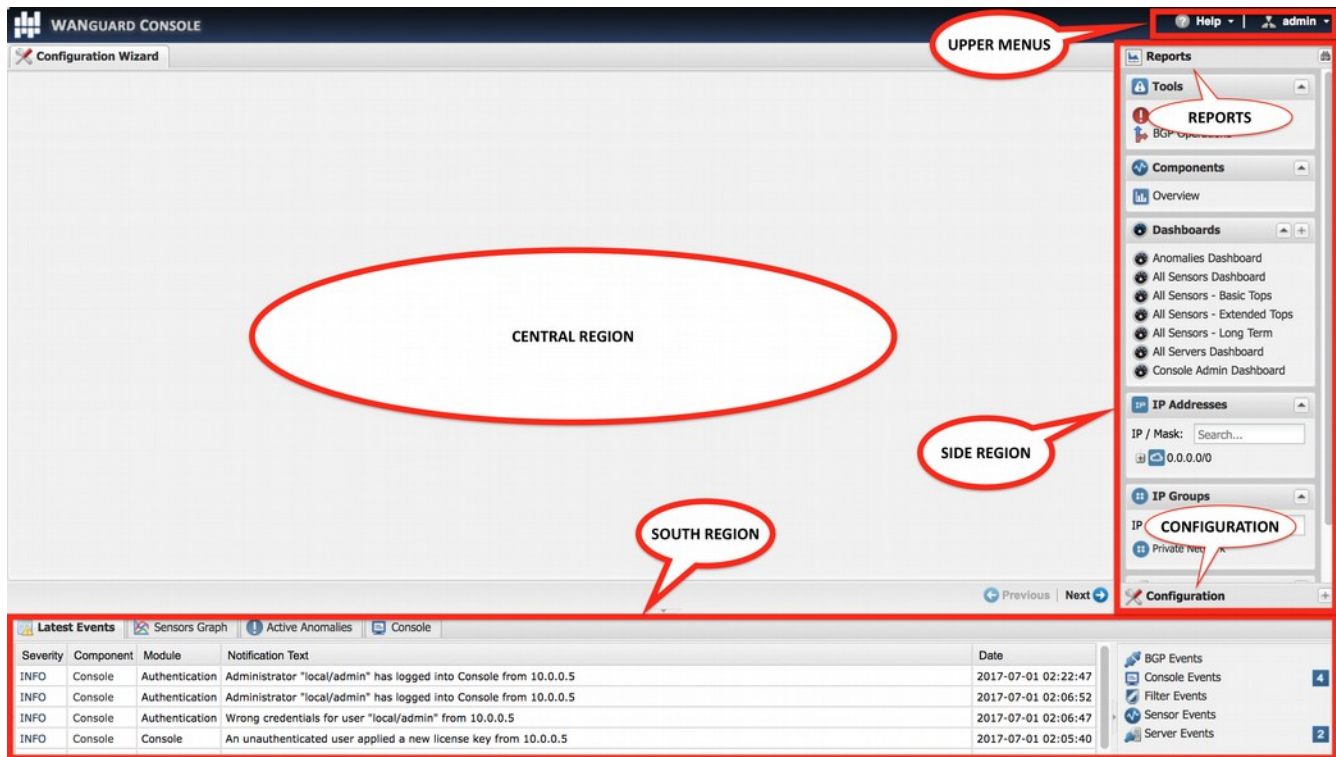 WANGUARD CONSOLE
Help
admin
UPPER MENUS
Configuration Wizard
Reports
Tools
REPORTS
BGP Operations
Components
Overview
Dashboards
Anomalies Dashboard
All Sensors Dashboard
All Sensors - Basic Tops
All Sensors - Extended Tops
All Sensors - Long Term
All Servers Dashboard
Console Admin Dashboard
CENTRAL REGION
IP Addresses
IP / Mask: Search...
0.0.0.0/0
SIDE REGION
IP Groups
IP
CONFIGURATION
Private Network
SOUTH REGION
Previous | Next
Configuration
Latest Events Sensors Graph Active Anomalies Console
Severity Component Module Notification Text Date
INFO Console Authentication Administrator "local/admin" has logged into Console from 10.0.0.5 2017-07-01 02:22:47
INFO Console Authentication Administrator "local/admin" has logged into Console from 10.0.0.5 2017-07-01 02:06:52
INFO Console Authentication Wrong credentials for user "local/admin" from 10.0.0.5 2017-07-01 02:06:47
INFO Console Console An unauthenticated user applied a new license key from 10.0.0.5 2017-07-01 02:05:40
BGP Events
Console Events 4
Filter Events
Sensor Events
Server Events 2